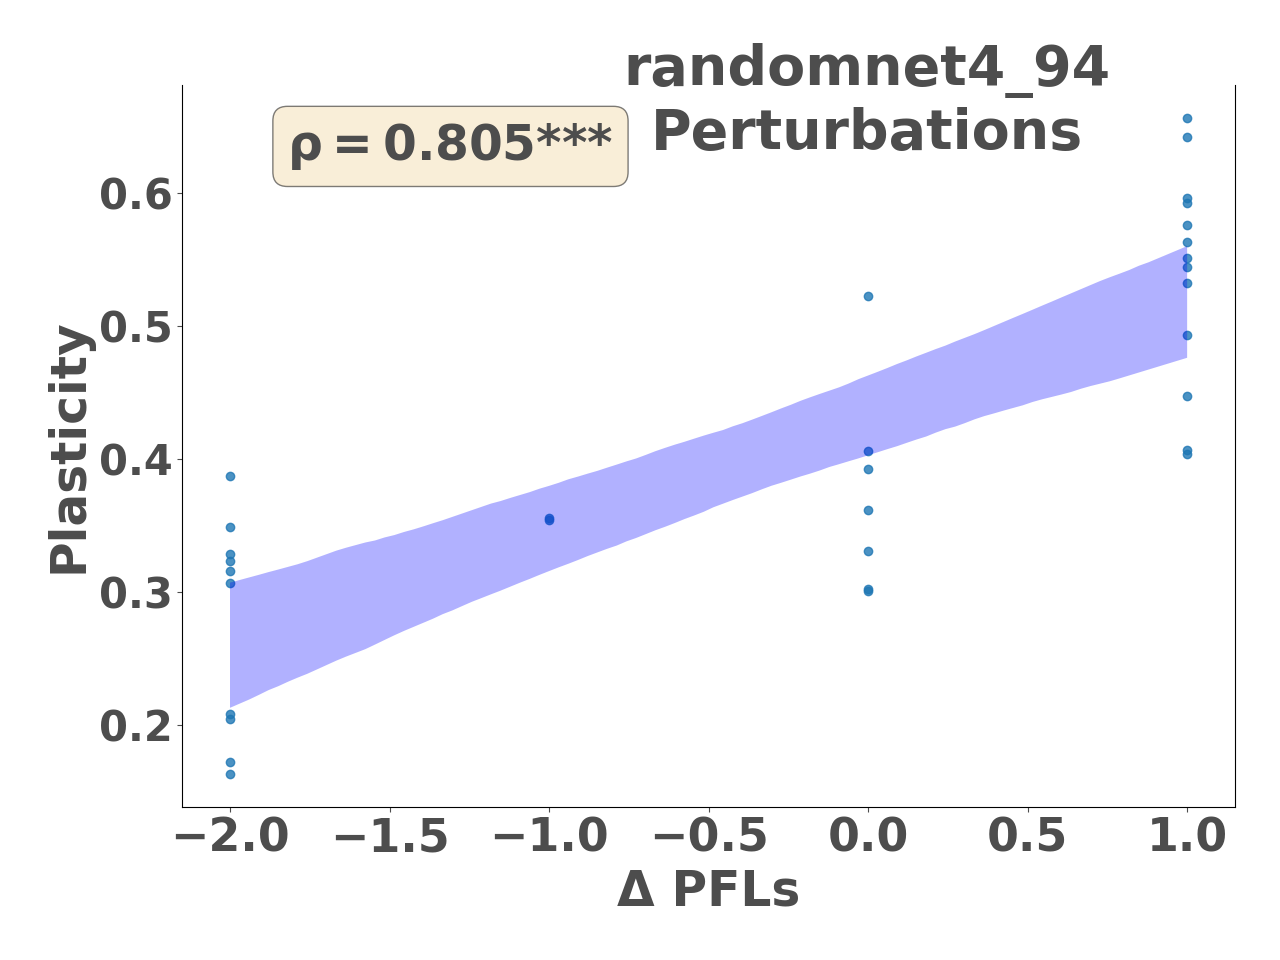 randomnet4_94
Perturbations
ρ = 0.805***
Plasticity
0.6
0.5
0.4
0.3
0.2
−2.0 −1.5 −1.0 −0.5 0.0 0.5 1.0
Δ PFLs